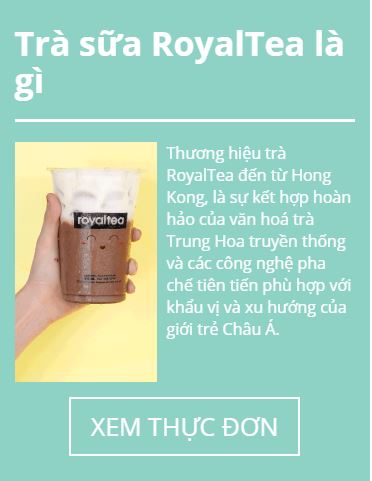 Trà sữa RoyalTea là
gì
royaltea
Thương hiệu trà
RoyalTea đến từ Hong
Kong, là sự kết hợp hoàn
hảo của văn hoá trà
Trung Hoa truyền thống
và các công nghệ pha
chế tiên tiến phù hợp với
khẩu vị và xu hướng của
giới trẻ Châu Á.
XEM THỰC ĐƠN